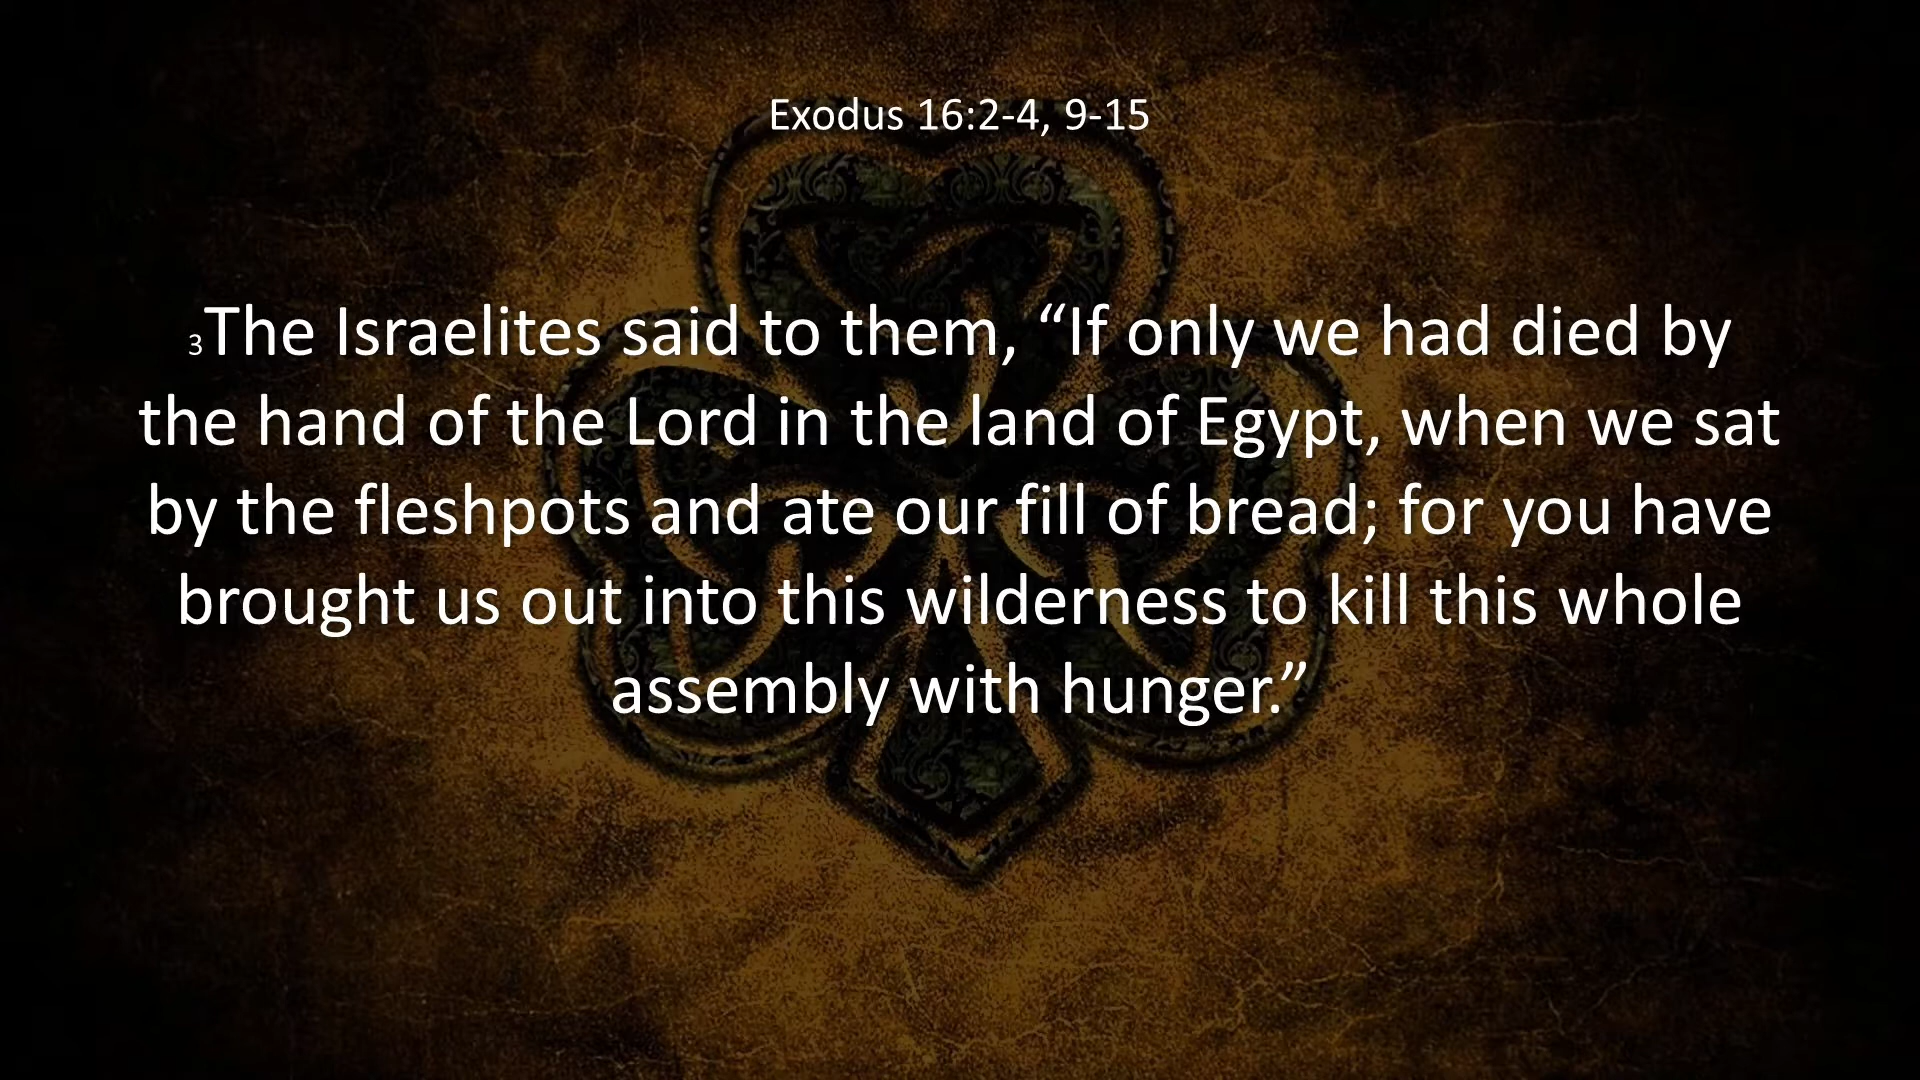 Exodus 16:2-4, 9-15
3The Israelites said to them, “If only we had died by
the hand of the Lord in the land of Egypt, when we sat
by the fleshpots and ate our fill of bread; for you have
brought us out into this wilderness to kill this whole
assembly with hunger.”